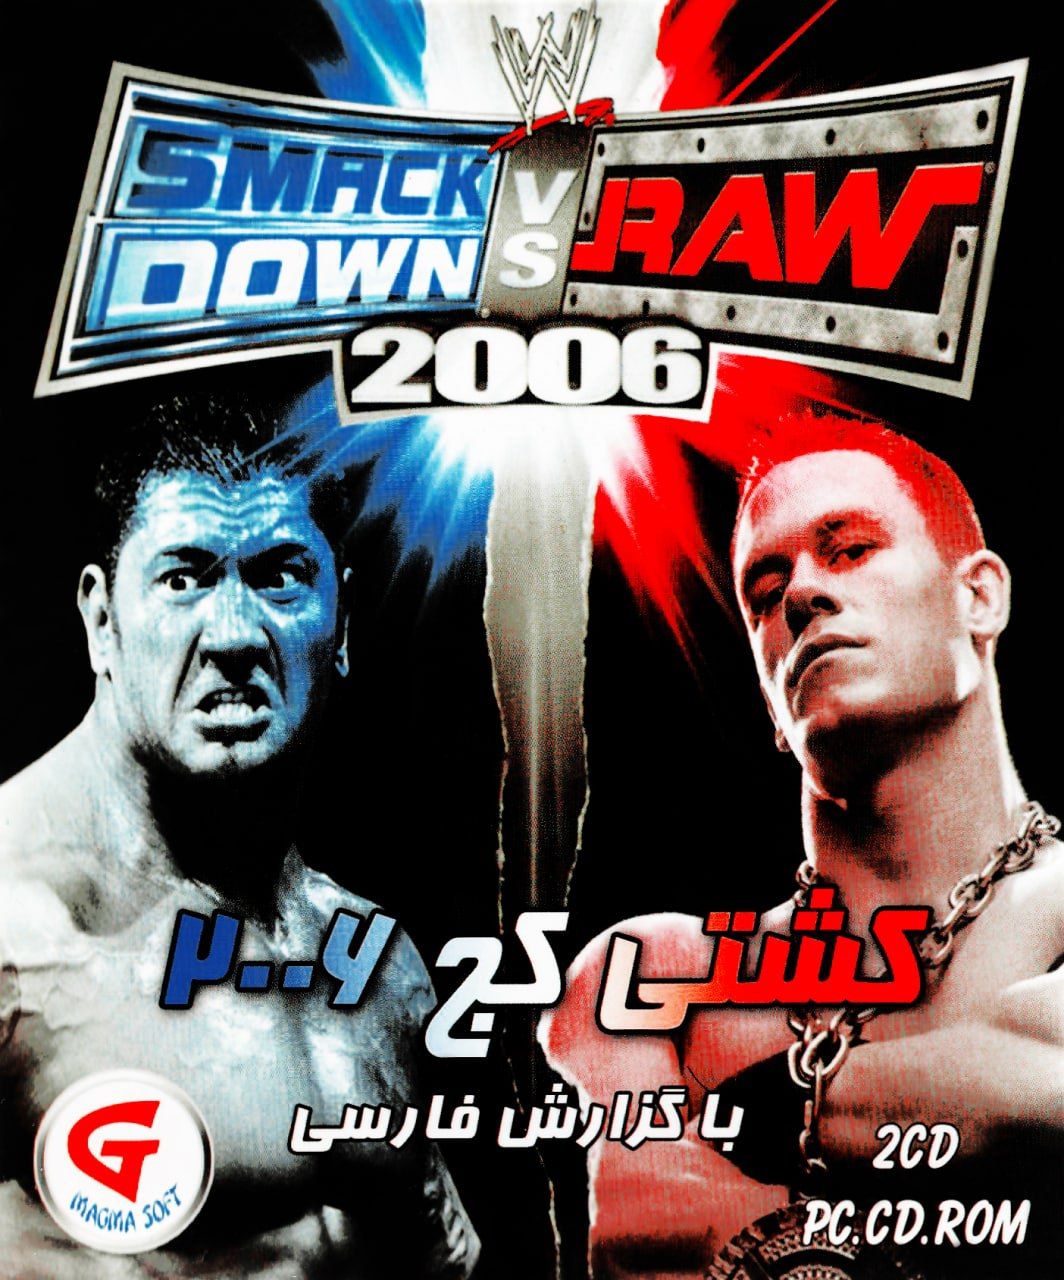 W
SMACK
DOWN
VS
RAW
2006
کشتی کج ۲۰۰۶
با گزارش فارسی
2CD
PC.CD.ROM
G
MAGMA SOFT